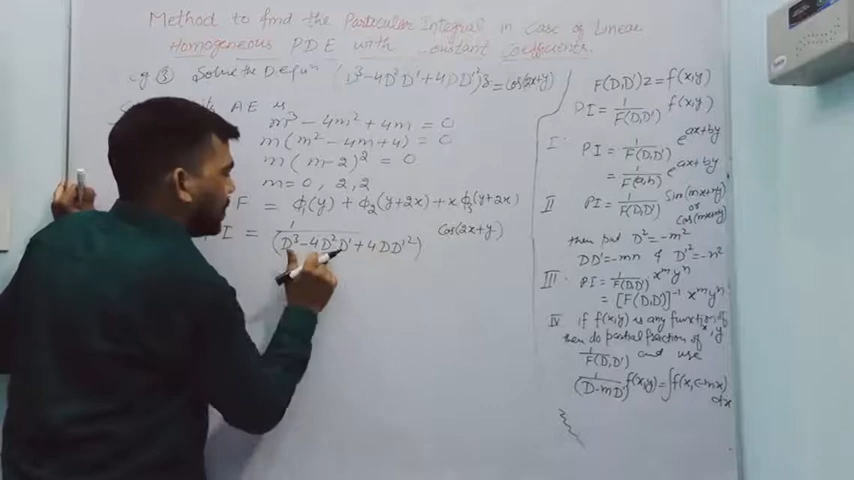 Method to find the Particular Integral in case of Linear
Homogeneous PDE with constant Coefficients.
e.g ③ Solve the D equⁿ (D³-4D²D'+4DD'²)z = cos(2x+y)
AE is
m³ - 4m² + 4m = 0
m(m² - 4m + 4) = 0
m(m-2)² = 0
m = 0, 2, 2
F = ϕ₁(y) + ϕ₂(y+2x) + xϕ₃(y+2x)
I = 1/(D³-4D²D'+4DD'²) cos(2x+y)
F(D,D')z = f(x,y)
PI = 1/F(D,D') f(x,y)
I PI = 1/F(D,D') e^(ax+by)
= 1/F(a,b) e^(ax+by)
II PI = 1/F(D,D') sin(mx+ny) or cos(mx+ny)
then put D² = -m²
DD' = -mn, D'² = -n²
III PI = 1/F(D,D') xᵐyⁿ
= [F(D,D')]⁻¹ xᵐyⁿ
IV if f(x,y) is any function of x, y
then do partial fraction of
1/F(D,D') and use
1/(D-mD') f(x,y) = ∫f(x, c-mx) dx